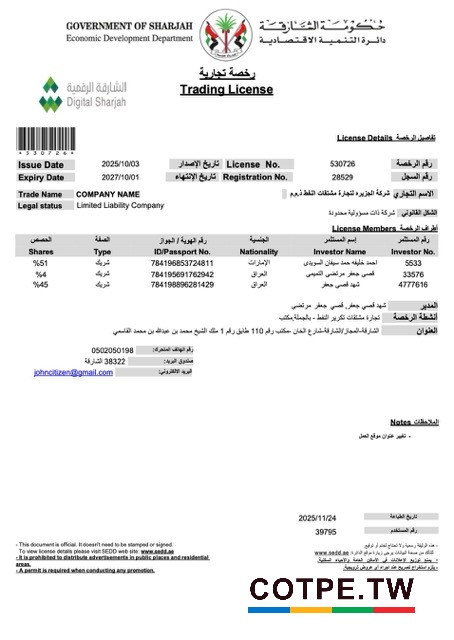 GOVERNMENT OF SHARJAH
Economic Development Department
حكومة الشارقة
دائرة التنمية الاقتصادية
رخصة تجارية
Trading License
الشارقة الرقمية
Digital Sharjah
*530726*
License Details تفاصيل الرخصة
Issue Date 2025/10/03 تاريخ الإصدار License No. 530726 رقم الرخصة
Expiry Date 2027/10/01 تاريخ الإنتهاء Registration No. 28529 رقم السجل
Trade Name COMPANY NAME شركة الجزيره لتجارة مشتقات النفط ذ.م.م الاسم التجاري
Legal status Limited Liability Company شركة ذات مسؤولية محدودة الشكل القانوني
License Members أطراف الرخصة
الحصص الصفة رقم الهوية / الجواز الجنسية إسم المستثمر رقم المستثمر
Shares Type ID/Passport No. Nationality Investor Name Investor No.
%51 شريك 784196853724811 الإمارات احمد خليفه حمد سيفان السويدى 5533
%4 شريك 784195691762942 العراق قصي جعفر مرتضي التميمى 33576
%45 شريك 784198896281429 العراق شهد قصي جعفر 4777616
شهد قصي جعفر , قصي جعفر مرتضي المدير
تجارة مشتقات تكرير النفط - بالجملة,مكتب أنشطة الرخصة
الشارقة-المجاز/الشارقة-شارع الخان -مكتب رقم 110 طابق رقم 1 ملك الشيخ محمد بن عبدالله بن محمد القاسمي العنوان
0502050198 رقم الهاتف المتحرك:
38322 الشارقة صندوق البريد:
johncitizen@gmail.com البريد الالكتروني:
Notes الملاحظات
- تغيير عنوان موقع العمل
2025/11/24 تاريخ الطباعة
39795 رقم المستخدم
- This document is official. It doesn't need to be stamped or signed.
To view license details please visit SEDD web site: www.sedd.ae
- It is prohibited to distribute advertisements in public places and residential areas.
- A permit is required when conducting any promotion.
- هذه الوثيقة رسمية ولا تحتاج لختم أو توقيع.
للتأكد من صحة البيانات يرجى زيارة موقع الدائرة: www.sedd.ae
- يمنع توزيع الإعلانات في الأماكن العامة والأحياء السكنية.
- يلزم استخراج تصريح عند اجراء أي عروض ترويجية.
COTPE.TW